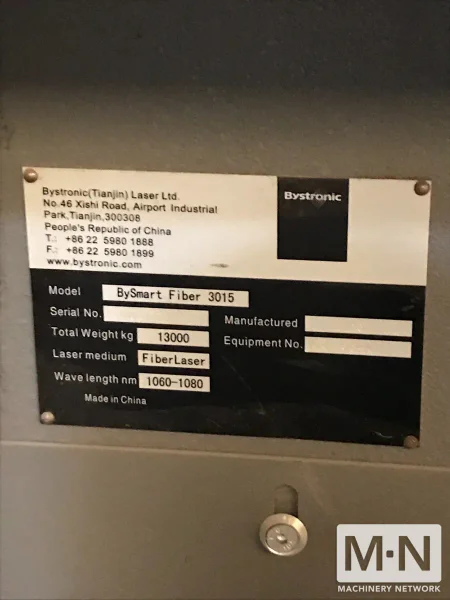 Bystronic(Tianjin) Laser Ltd.
No.46 Xishi Road, Airport Industrial
Park,Tianjin,300308
People's Republic of China
T.: +86 22 5980 1888
F.: +86 22 5980 1899
www.bystronic.com
Bystronic
Model BySmart Fiber 3015
Serial No.
Manufactured
Total Weight kg 13000
Equipment No.
Laser medium FiberLaser
Wave length nm 1060-1080
Made in China
M·N
MACHINERY NETWORK